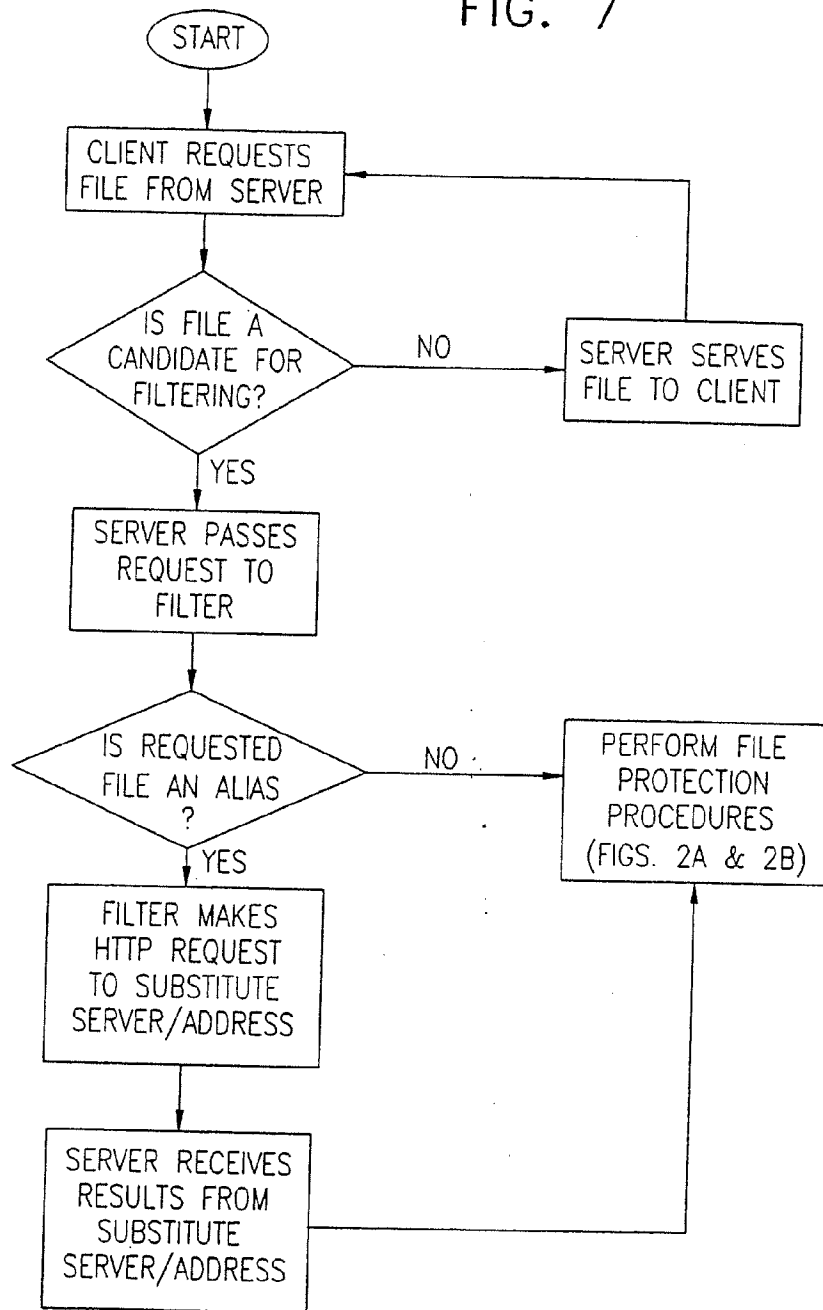 FIG. 7
START
CLIENT REQUESTS
FILE FROM SERVER
IS FILE A
CANDIDATE FOR
FILTERING?
NO
SERVER SERVES
FILE TO CLIENT
YES
SERVER PASSES
REQUEST TO
FILTER
IS REQUESTED
FILE AN ALIAS
?
NO
PERFORM FILE
PROTECTION
PROCEDURES
(FIGS. 2A & 2B)
YES
FILTER MAKES
HTTP REQUEST
TO SUBSTITUTE
SERVER/ADDRESS
SERVER RECEIVES
RESULTS FROM
SUBSTITUTE
SERVER/ADDRESS